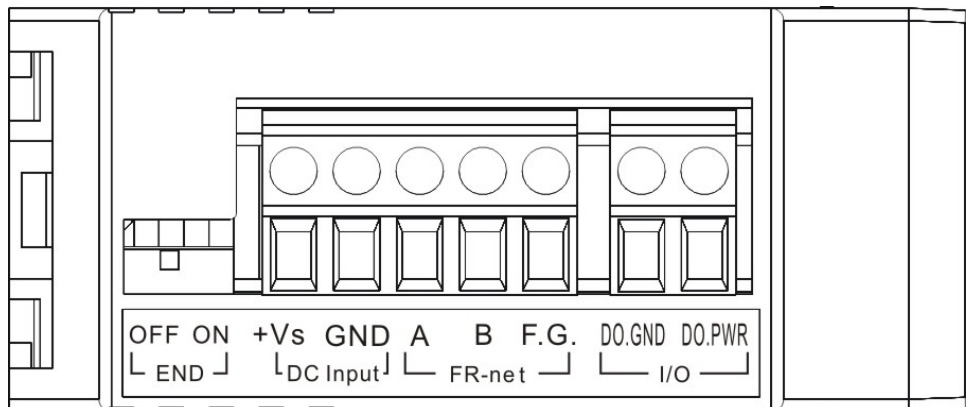 OFF ON +Vs GND A B F.G. DO.GND DO.PWR
END DC Input FR-net I/O